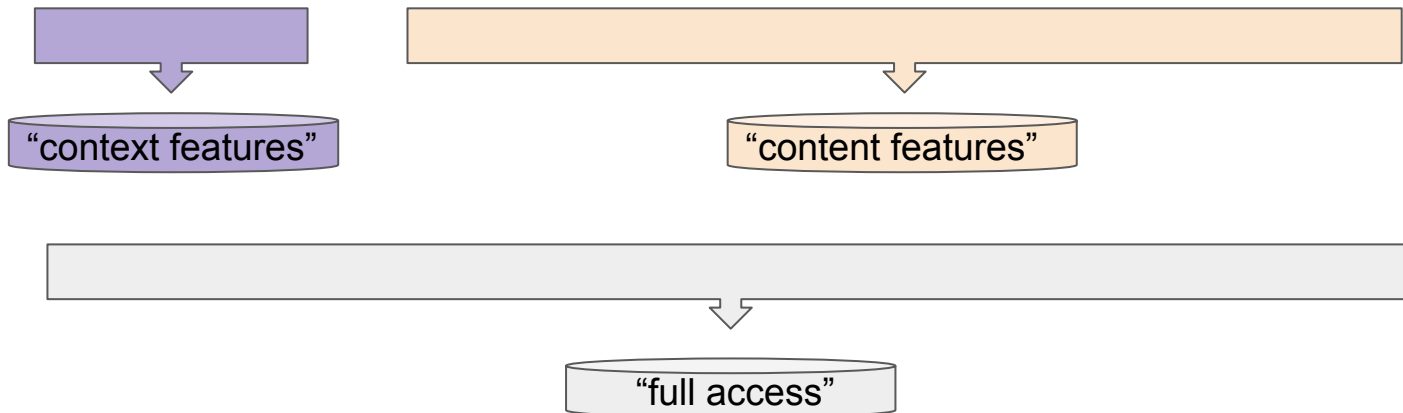 “context features”
“content features”
“full access”